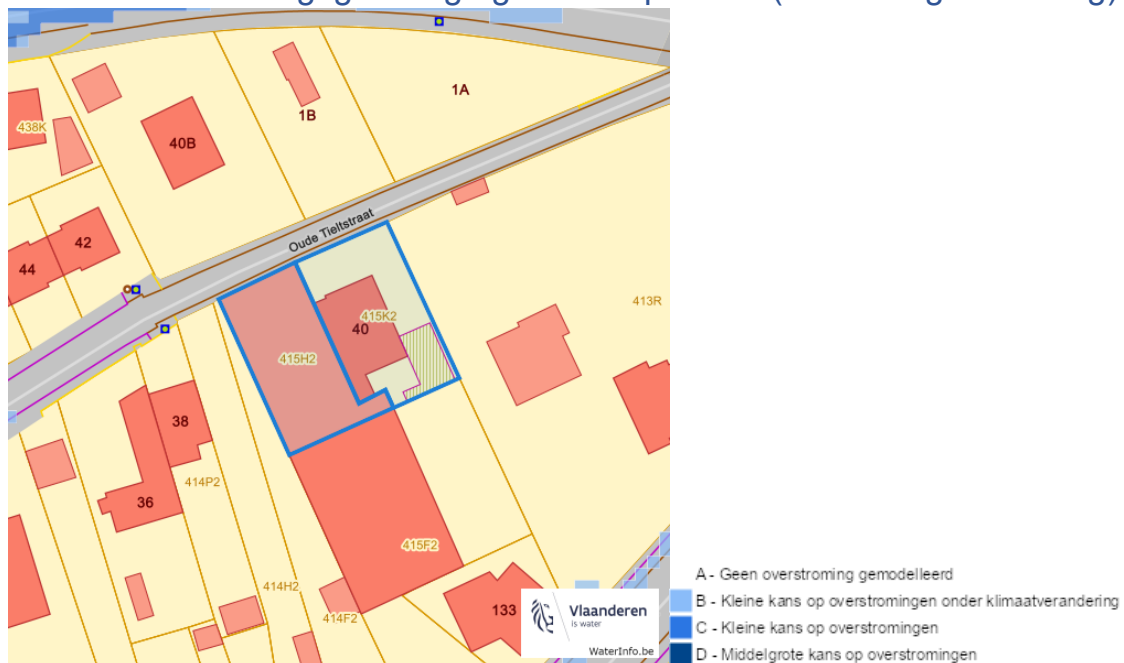 1A
1B
438K
40B
Oude Tieltstraat
42
44
413R
415K2
40
415H2
38
414P2
36
415F2
414H2
133
414F2
Vlaanderen
is water
WaterInfo.be
A - Geen overstroming gemodelleerd
B - Kleine kans op overstromingen onder klimaatverandering
C - Kleine kans op overstromingen
D - Middelgrote kans op overstromingen